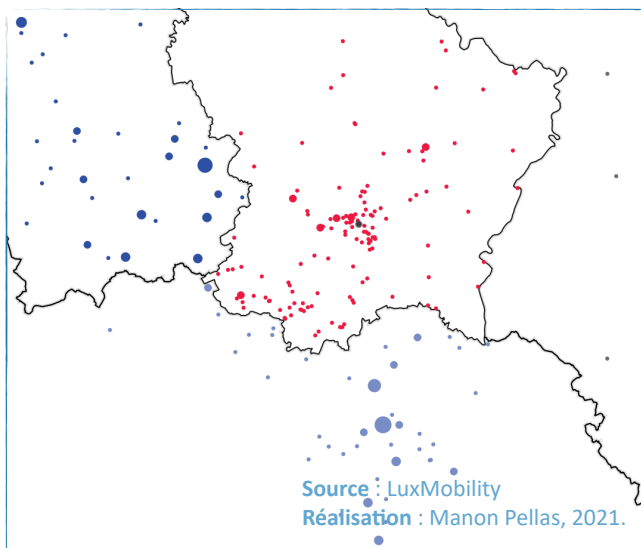 Source : LuxMobility
Réalisation : Manon Pellas, 2021.